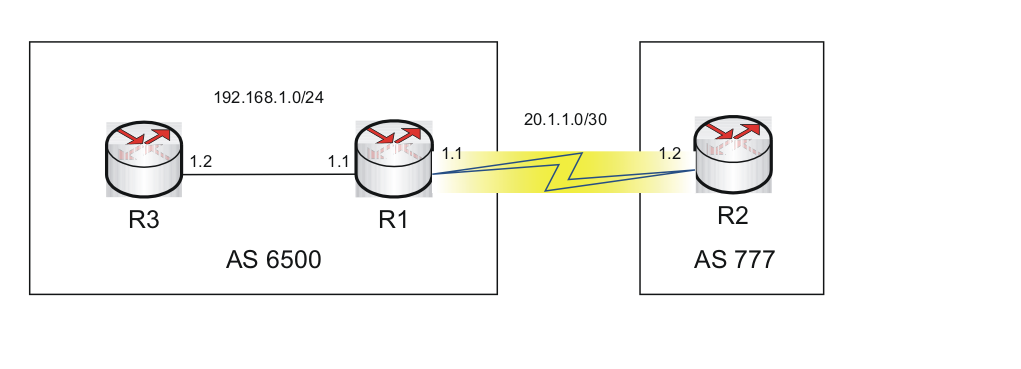 192.168.1.0/24
20.1.1.0/30
1.2
1.1
1.1
1.2
R3
R1
R2
AS 6500
AS 777